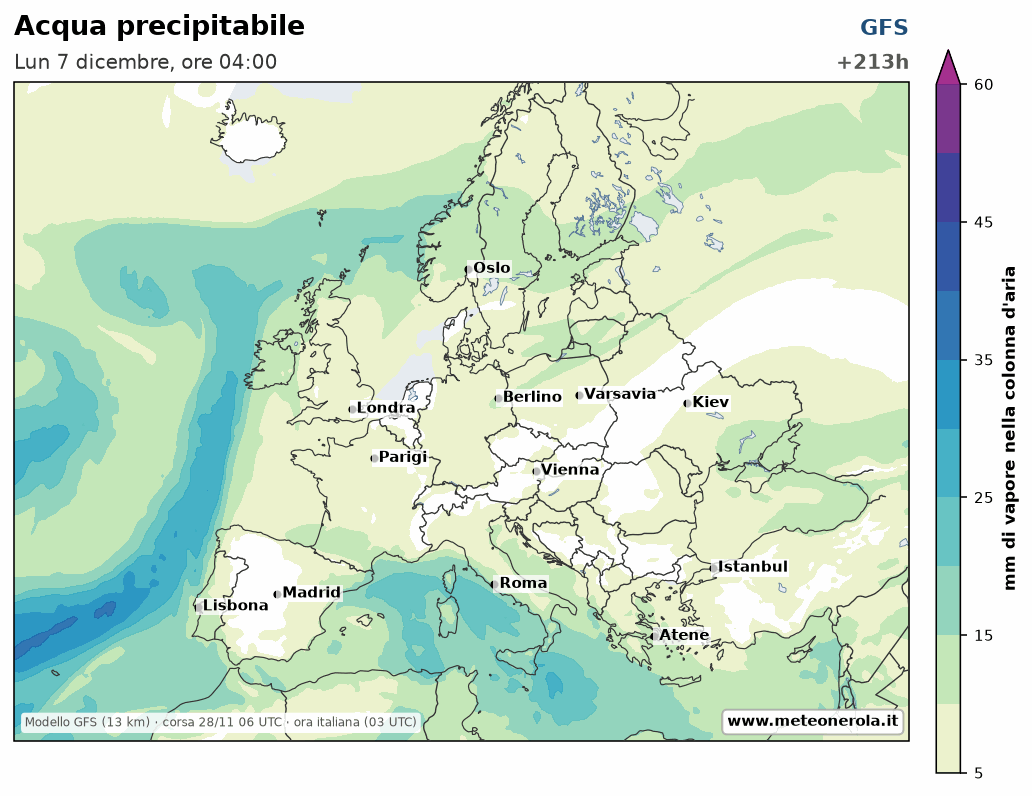 Acqua precipitabile
GFS
Lun 7 dicembre, ore 04:00
+213h
60
45
35
25
15
5
mm di vapore nella colonna d'aria
Oslo
Londra
Berlino
Varsavia
Kiev
Parigi
Vienna
Istanbul
Roma
Madrid
Lisbona
Atene
Modello GFS (13 km) · corsa 28/11 06 UTC · ora italiana (03 UTC)
www.meteonerola.it